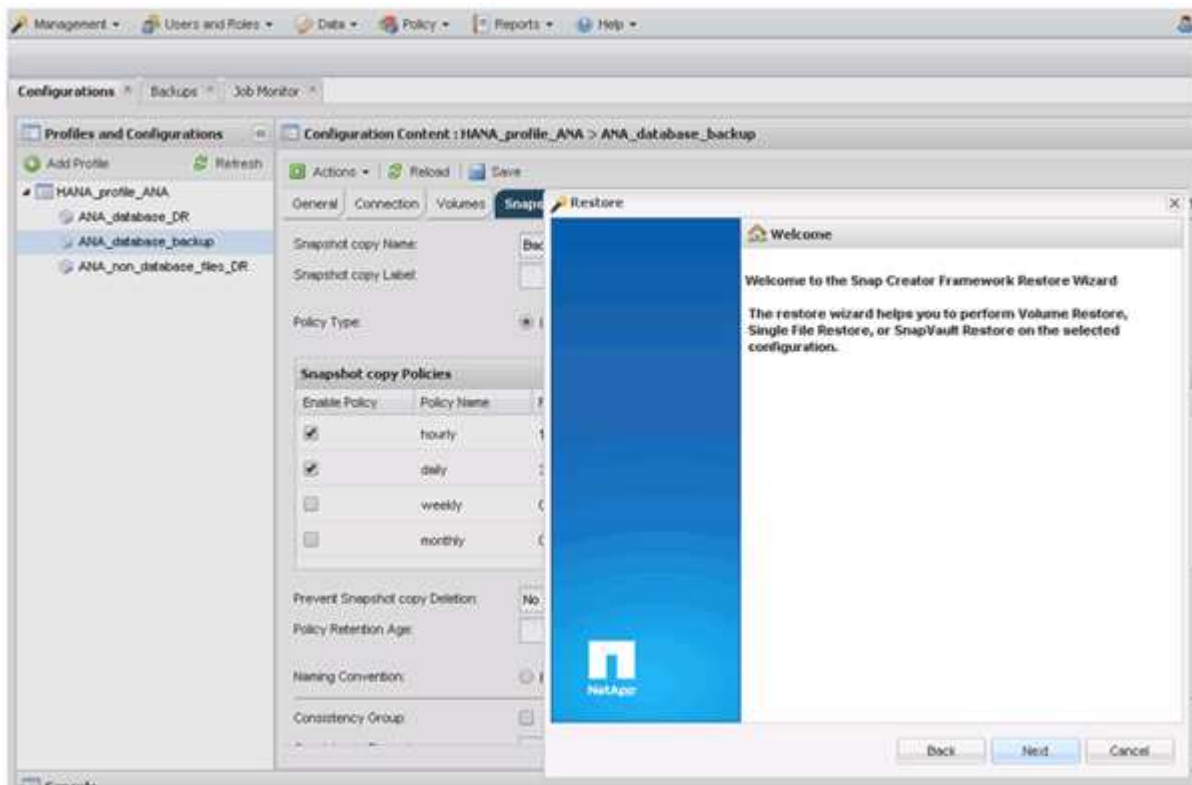 Management
Users and Roles
Data
Policy
Reports
Help
Configurations
Backups
Job Monitor
Profiles and Configurations
Configuration Content : HANA_profile_ANA > ANA_database_backup
Add Profile
Refresh
Actions
Reload
Save
HANA_profile_ANA
ANA_database_DR
ANA_database_backup
ANA_non_database_files_DR
General
Connection
Volumes
Snaps
Snapshot copy Name:
Bac
Snapshot copy Label:
Policy Type:
Snapshot copy Policies
Enable Policy
Policy Name
hourly
daily
weekly
monthly
Prevent Snapshot copy Deletion:
No
Policy Retention Age:
Naming Convention:
Consistency Group:
Restore
Welcome
Welcome to the Snap Creator Framework Restore Wizard
The restore wizard helps you to perform Volume Restore,
Single File Restore, or SnapVault Restore on the selected
configuration.
NetApp
Back
Next
Cancel